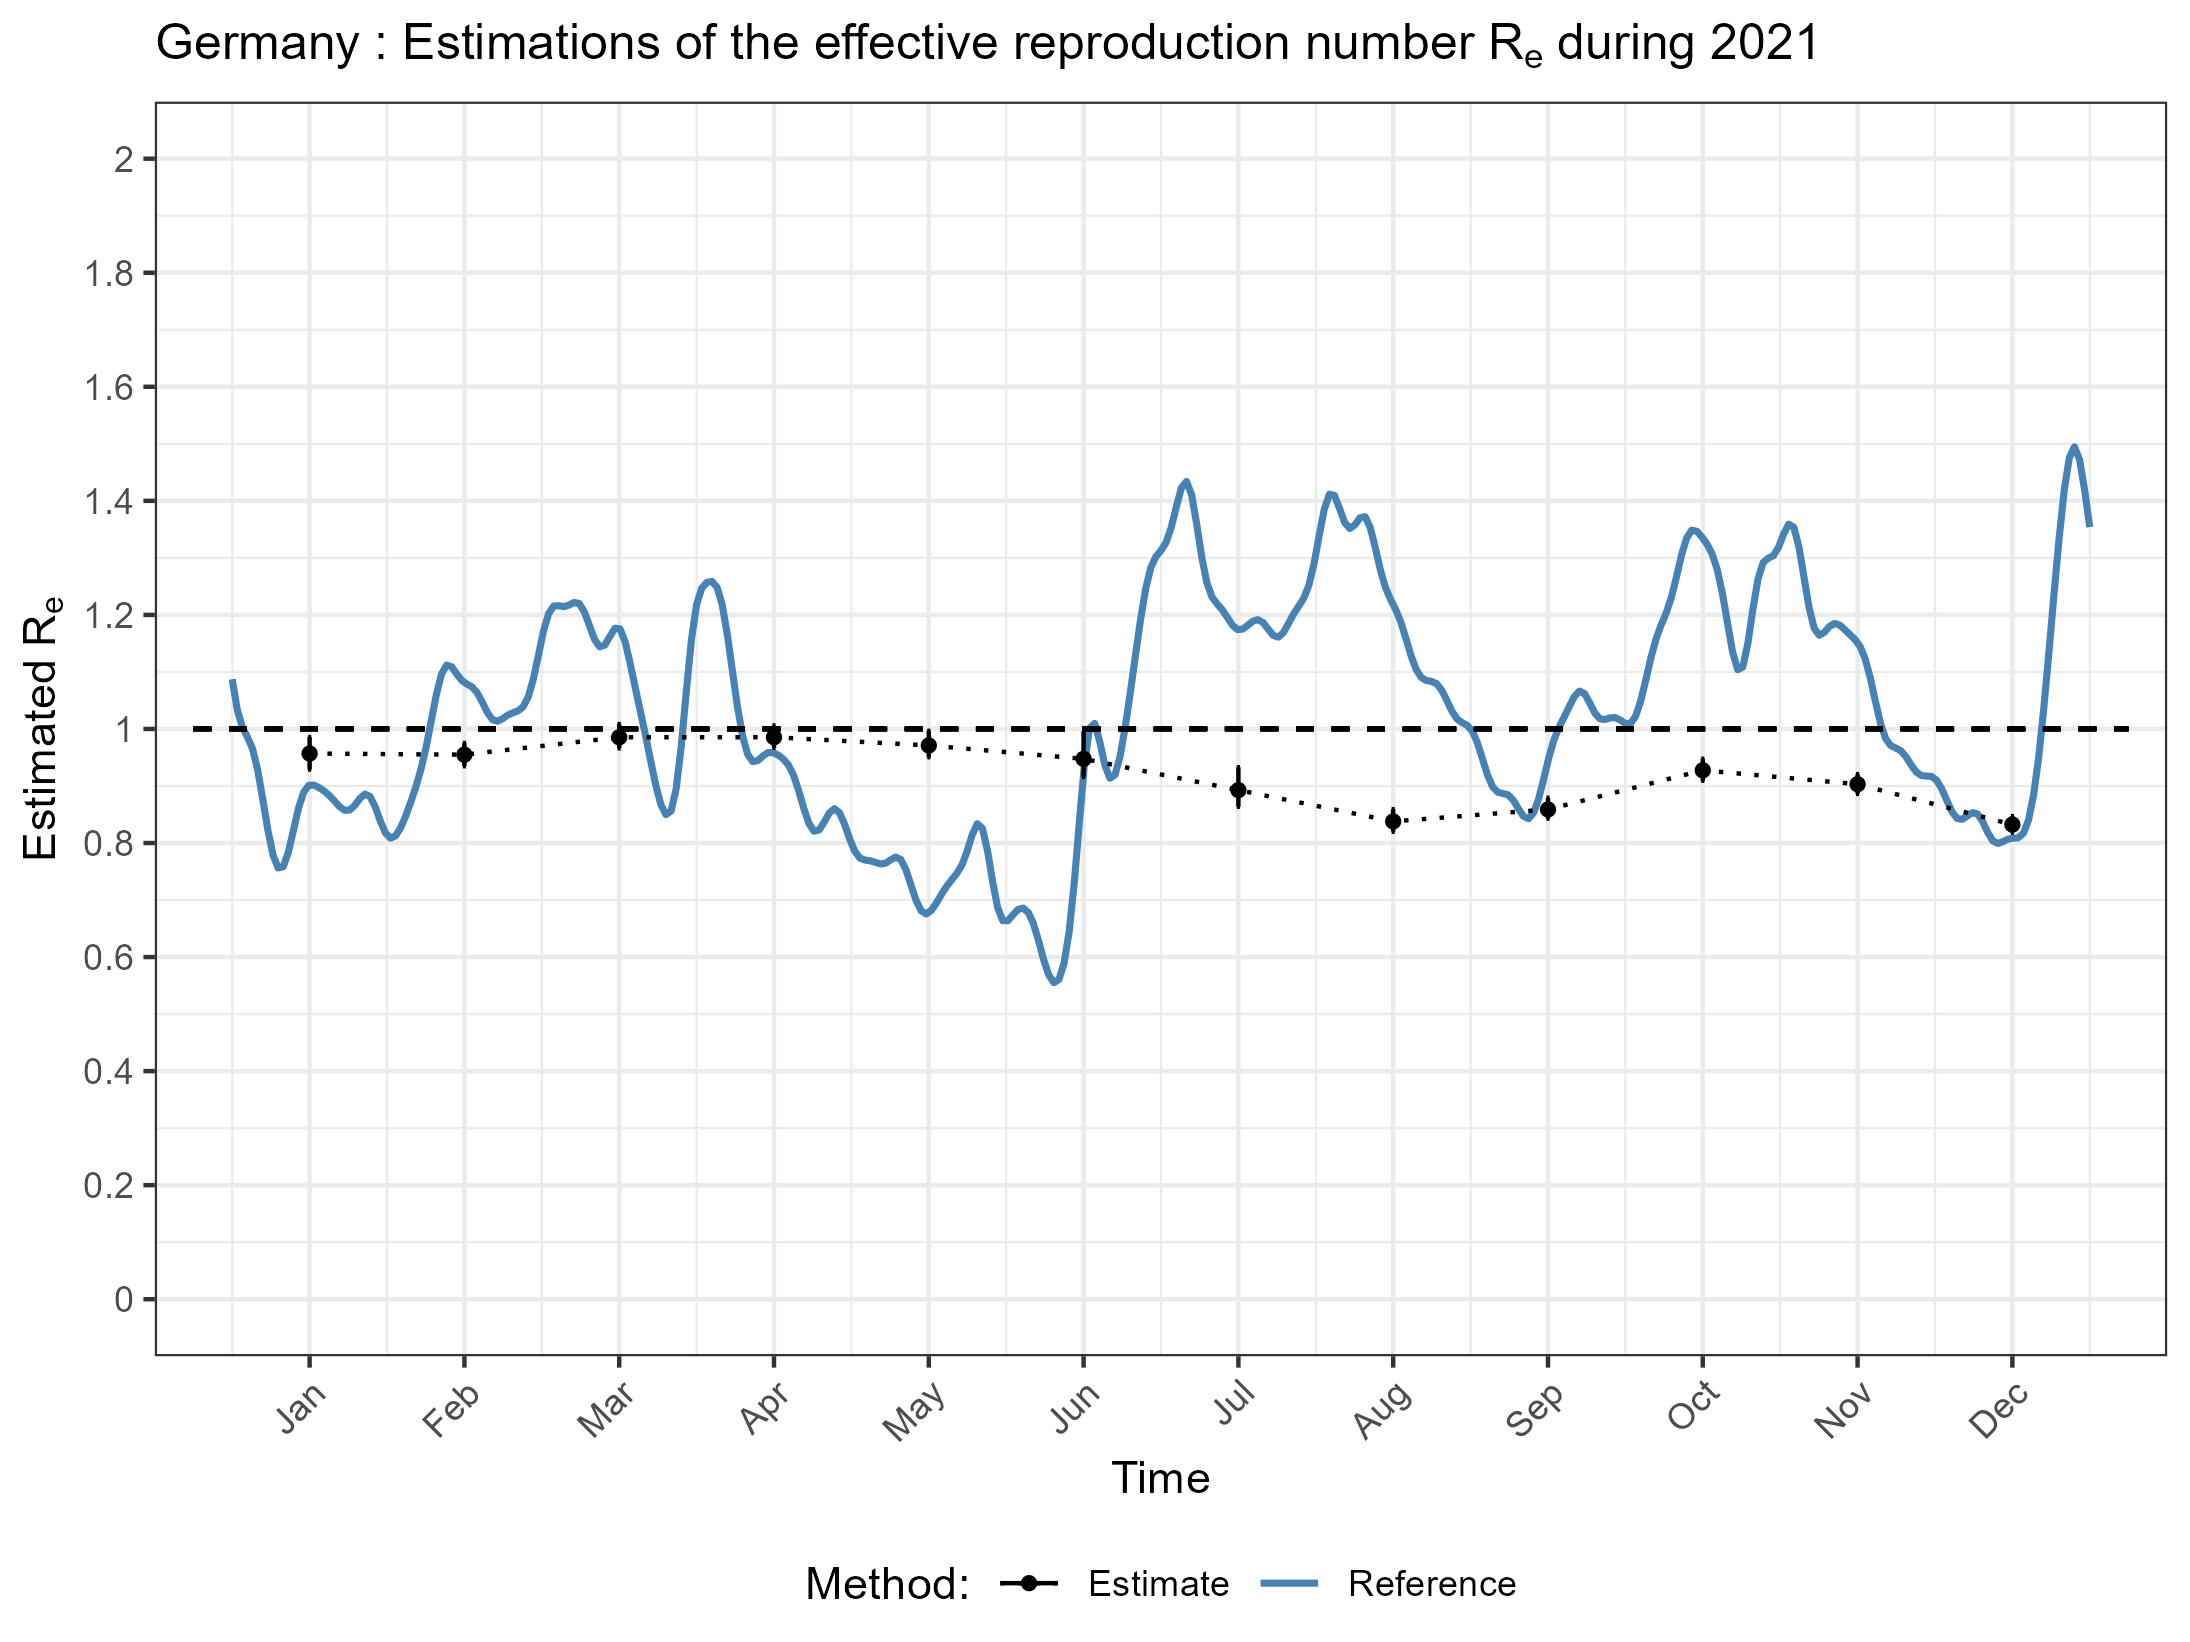 Germany : Estimations of the effective reproduction number Re during 2021
Estimated Re
2
1.8
1.6
1.4
1.2
1
0.8
0.6
0.4
0.2
0
Jan Feb Mar Apr May Jun Jul Aug Sep Oct Nov Dec
Time
Method: Estimate Reference